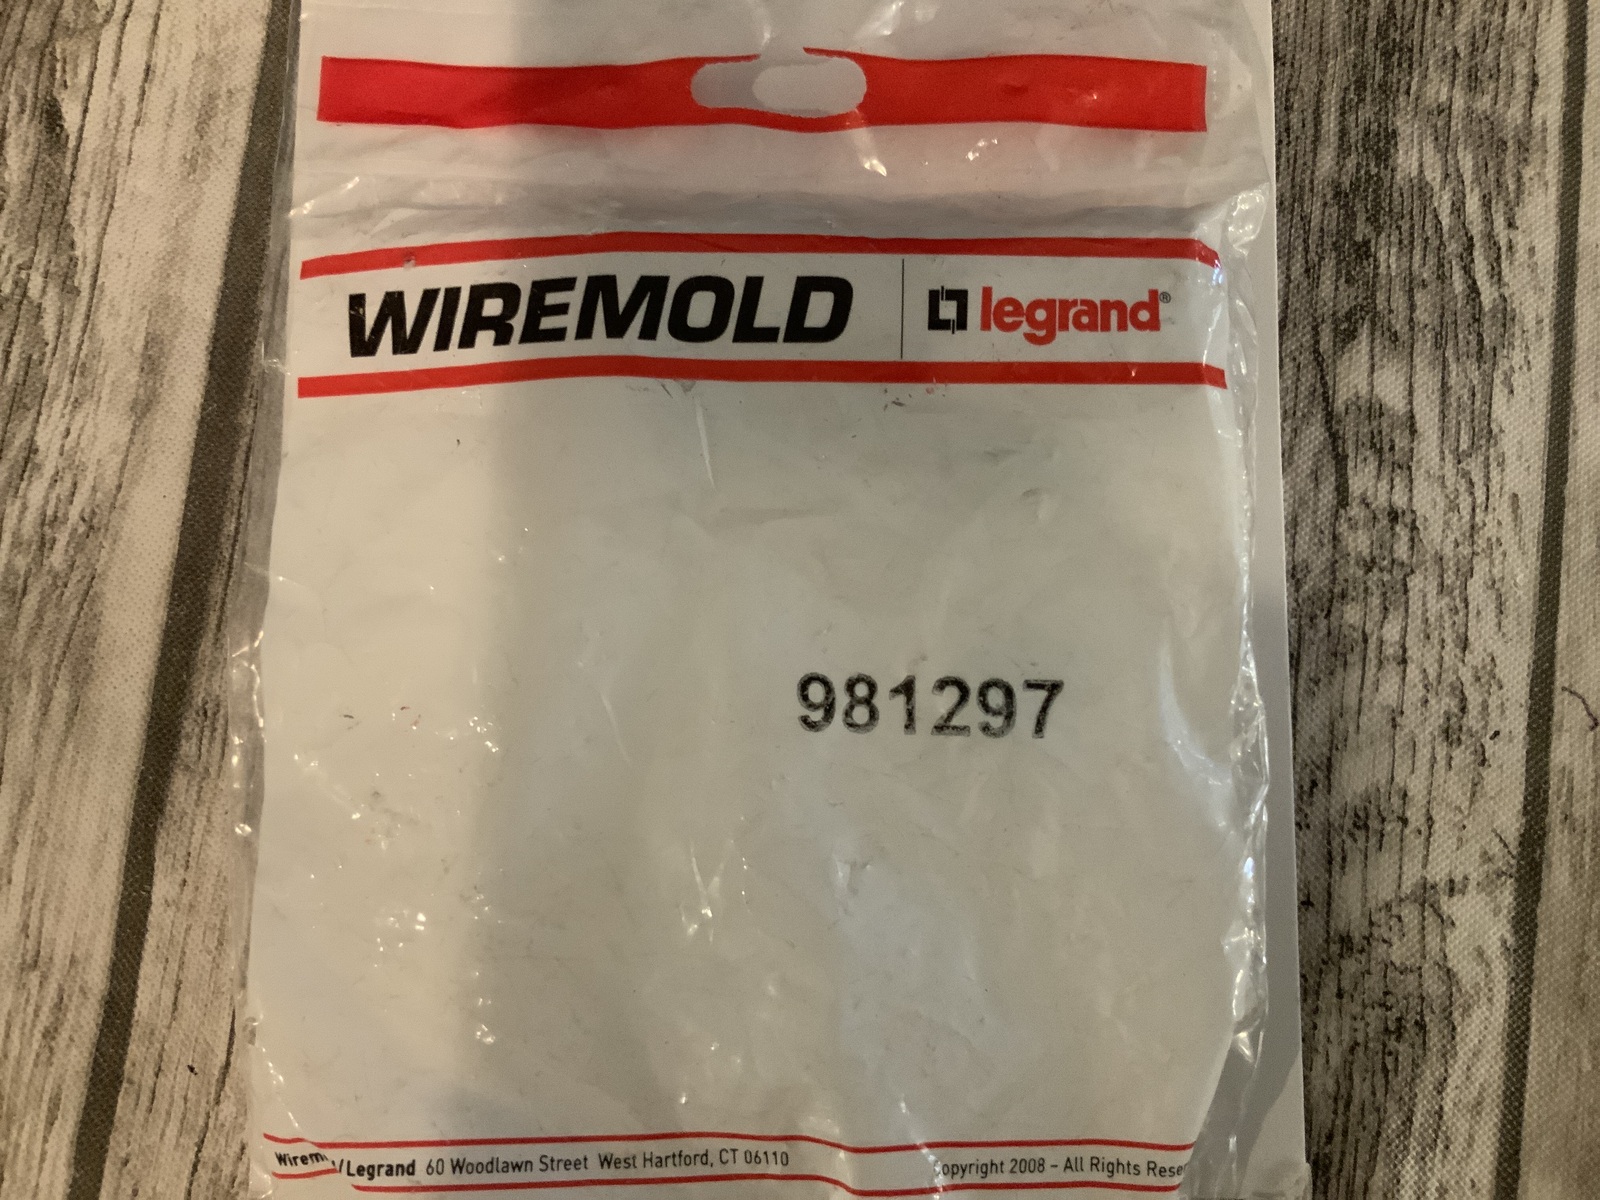 WIREMOLD legrand®
981297
/Legrand 60 Woodlawn Street West Hartford, CT 06110 Copyright 2008 – All Rights